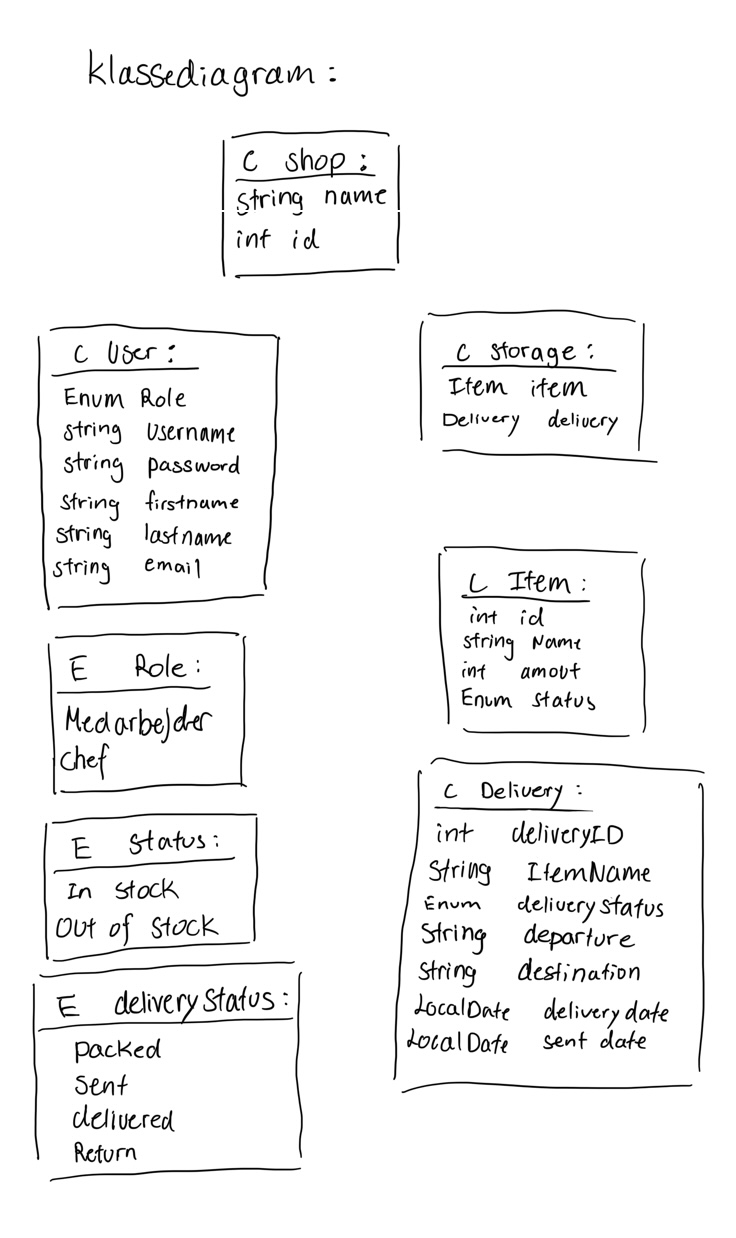 klassediagram:
C shop:
string name
int id
C User:
Enum Role
string Username
string password
string firstname
string lastname
string email
E Role:
Medarbejder
Chef
E Status:
In stock
Out of stock
E deliveryStatus:
packed
Sent
delivered
Return
C storage:
Item item
Delivery delivery
C Item:
int id
string Name
int amout
Enum status
C Delivery:
int deliveryID
String ItemName
Enum deliverystatus
String departure
String destination
LocalDate delivery date
LocalDate sent date